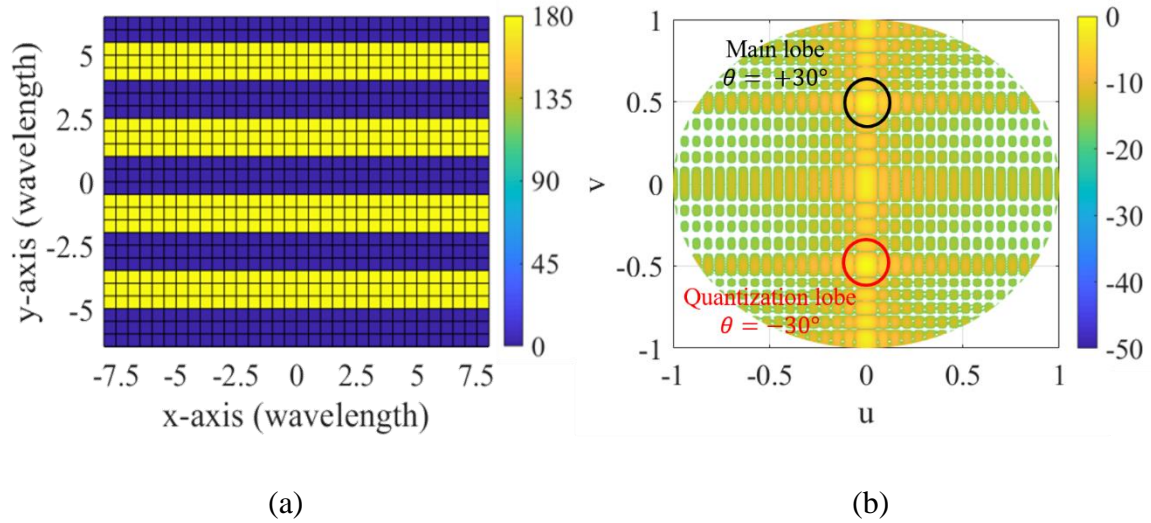 5
2.5
0
-2.5
-5
y-axis (wavelength)
-7.5 -5 -2.5 0 2.5 5 7.5
x-axis (wavelength)
180
135
90
45
0
(a)
1
0.5
0
-0.5
-1
v
Main lobe
θ = +30°
Quantization lobe
θ = −30°
-1 -0.5 0 0.5 1
u
0
-10
-20
-30
-40
-50
(b)